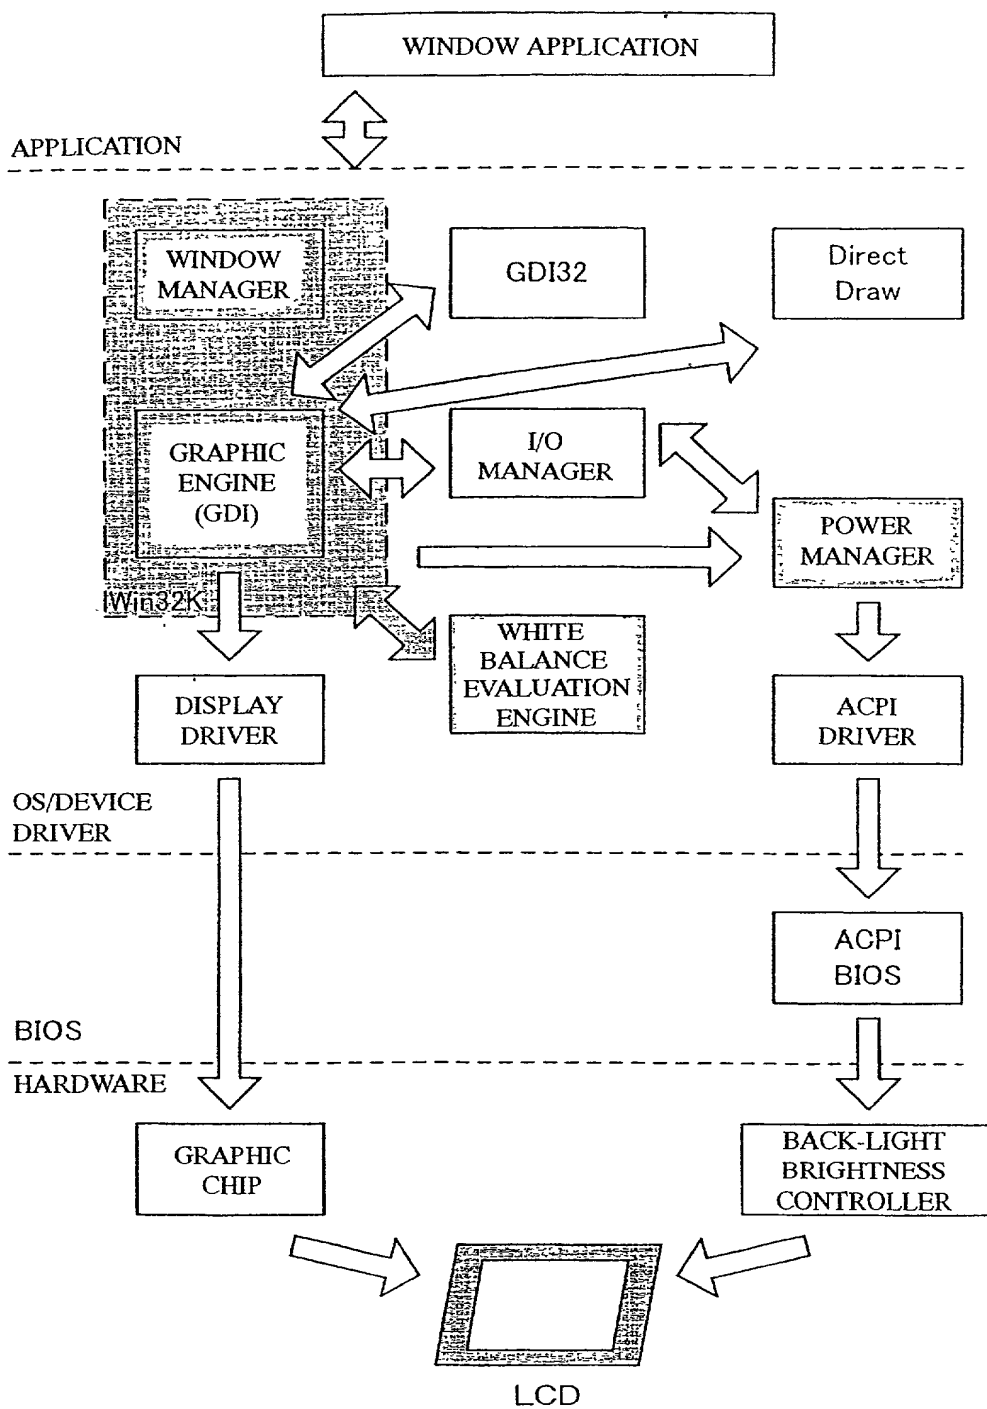 WINDOW APPLICATION
APPLICATION
WINDOW
MANAGER
GDI32
Direct
Draw
GRAPHIC
ENGINE
(GDI)
I/O
MANAGER
POWER
MANAGER
Win32K
WHITE
BALANCE
EVALUATION
ENGINE
DISPLAY
DRIVER
ACPI
DRIVER
OS/DEVICE
DRIVER
ACPI
BIOS
BIOS
HARDWARE
GRAPHIC
CHIP
BACK-LIGHT
BRIGHTNESS
CONTROLLER
LCD